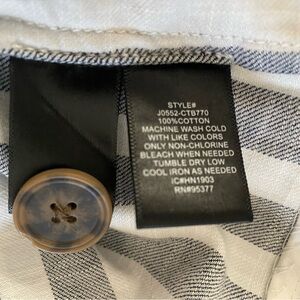 STYLE#
J0552-CTB770
100%COTTON
MACHINE WASH COLD
WITH LIKE COLORS
ONLY NON-CHLORINE
BLEACH WHEN NEEDED
TUMBLE DRY LOW
COOL IRON AS NEEDED
IC#HN1903
RN#95377